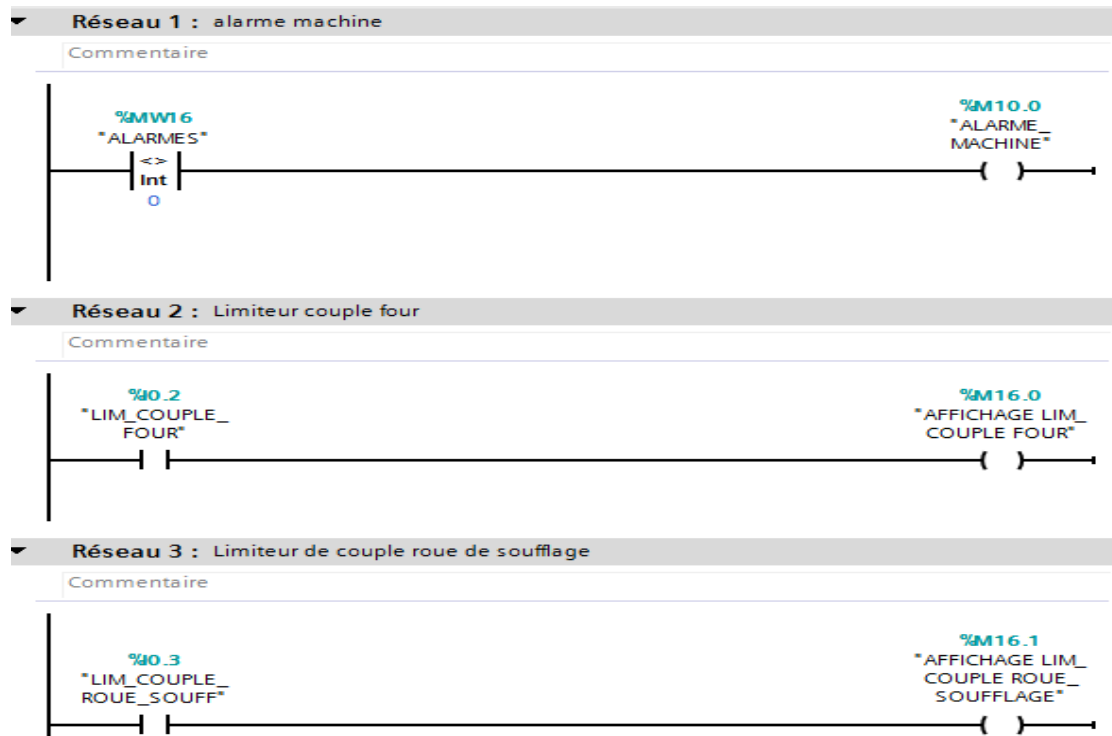 Réseau 1 : alarme machine
Commentaire
%MW16
"ALARMES"
<>
Int
0
%M10.0
"ALARME_
MACHINE"
Réseau 2 : Limiteur couple four
Commentaire
%I0.2
"LIM_COUPLE_
FOUR"
%M16.0
"AFFICHAGE LIM_
COUPLE FOUR"
Réseau 3 : Limiteur de couple roue de soufflage
Commentaire
%I0.3
"LIM_COUPLE_
ROUE_SOUFF"
%M16.1
"AFFICHAGE LIM_
COUPLE ROUE_
SOUFFLAGE"